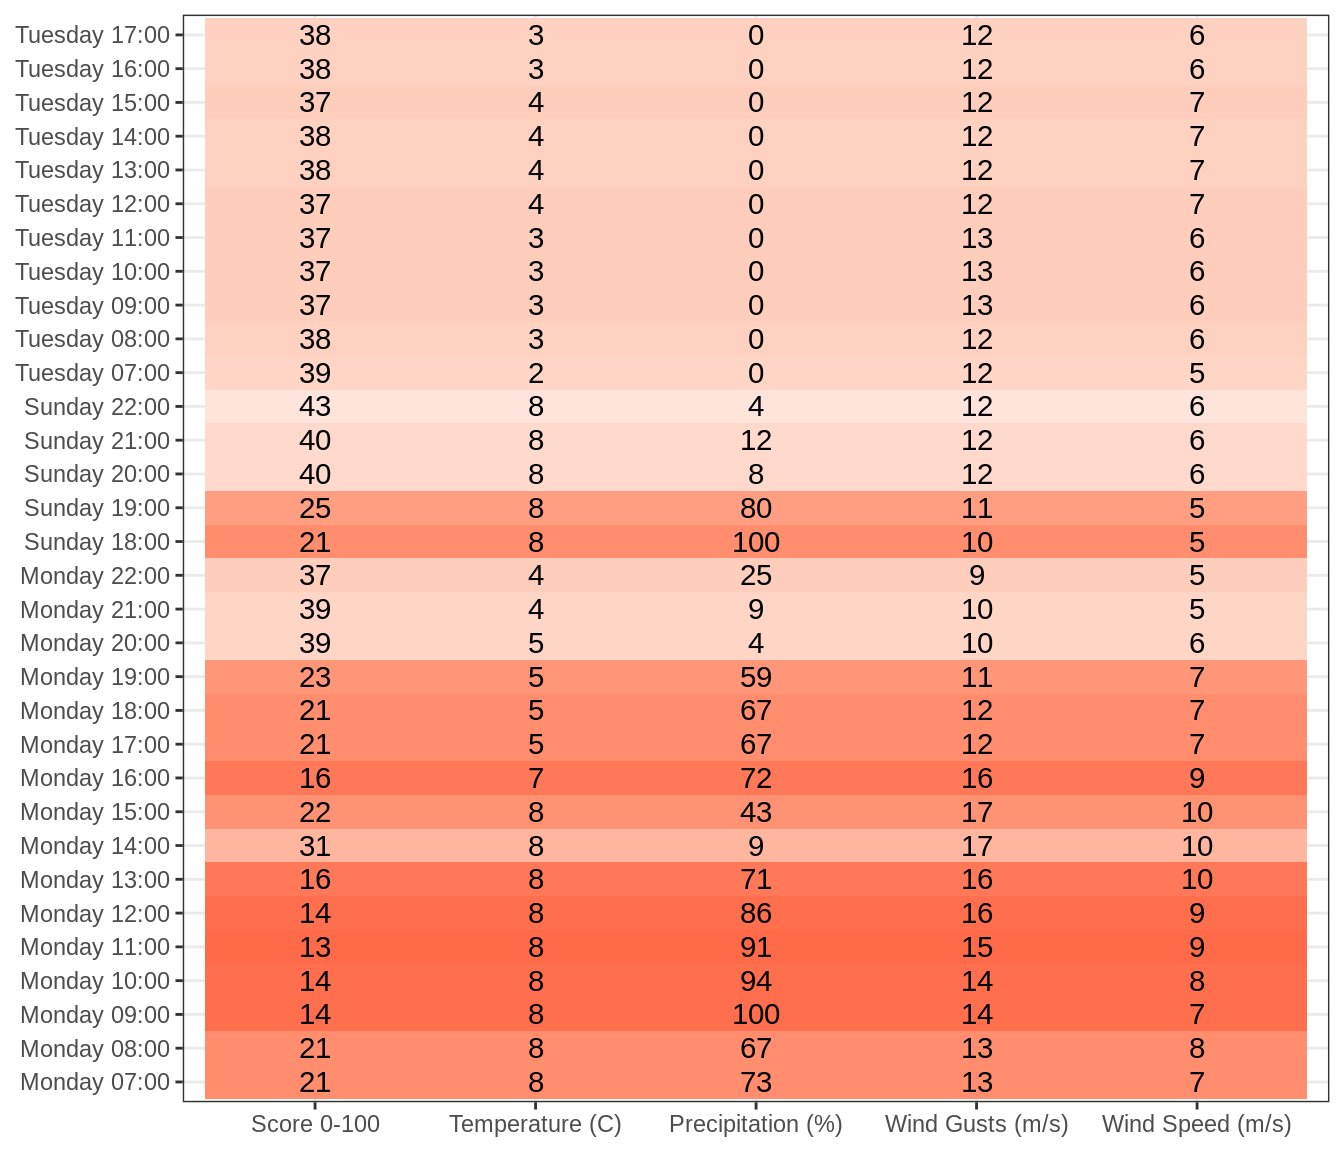 Tuesday 17:00 38 3 0 12 6
Tuesday 16:00 38 3 0 12 6
Tuesday 15:00 37 4 0 12 7
Tuesday 14:00 38 4 0 12 7
Tuesday 13:00 38 4 0 12 7
Tuesday 12:00 37 4 0 12 7
Tuesday 11:00 37 3 0 13 6
Tuesday 10:00 37 3 0 13 6
Tuesday 09:00 37 3 0 13 6
Tuesday 08:00 38 3 0 12 6
Tuesday 07:00 39 2 0 12 5
Sunday 22:00 43 8 4 12 6
Sunday 21:00 40 8 12 12 6
Sunday 20:00 40 8 8 12 6
Sunday 19:00 25 8 80 11 5
Sunday 18:00 21 8 100 10 5
Monday 22:00 37 4 25 9 5
Monday 21:00 39 4 9 10 5
Monday 20:00 39 5 4 10 6
Monday 19:00 23 5 59 11 7
Monday 18:00 21 5 67 12 7
Monday 17:00 21 5 67 12 7
Monday 16:00 16 7 72 16 9
Monday 15:00 22 8 43 17 10
Monday 14:00 31 8 9 17 10
Monday 13:00 16 8 71 16 10
Monday 12:00 14 8 86 16 9
Monday 11:00 13 8 91 15 9
Monday 10:00 14 8 94 14 8
Monday 09:00 14 8 100 14 7
Monday 08:00 21 8 67 13 8
Monday 07:00 21 8 73 13 7
Score 0-100 Temperature (C) Precipitation (%) Wind Gusts (m/s) Wind Speed (m/s)